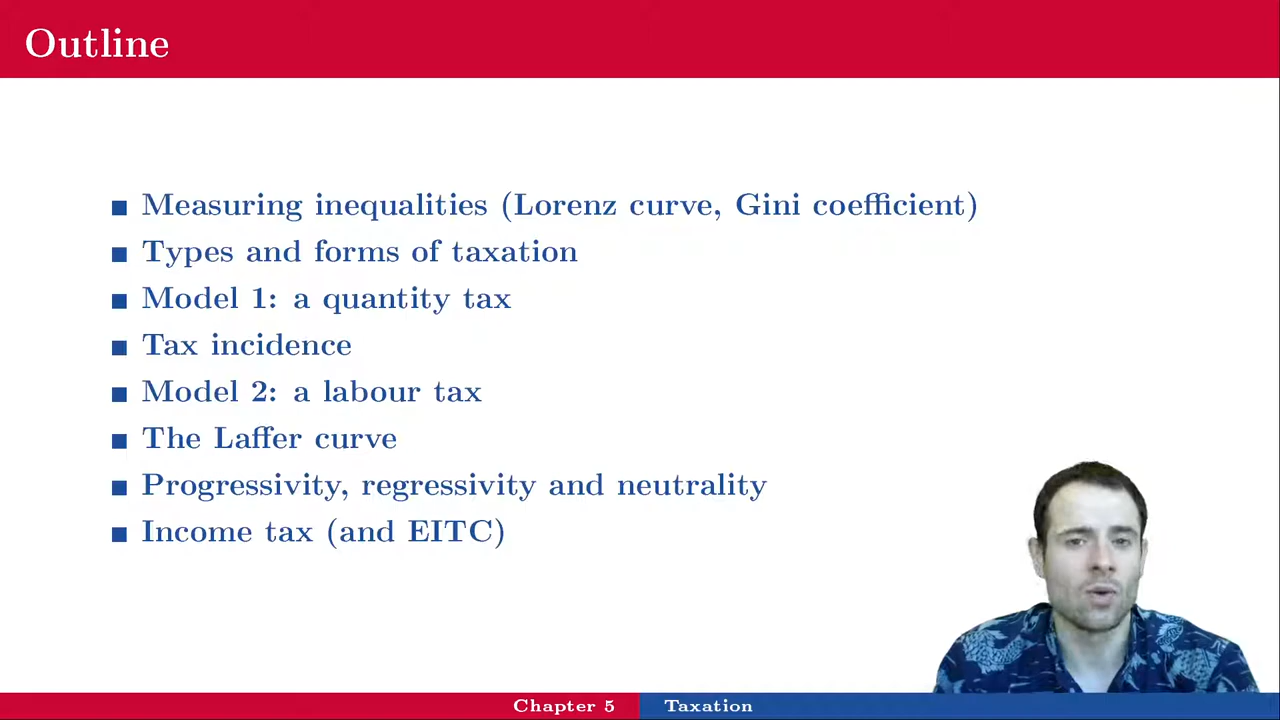 Outline
Measuring inequalities (Lorenz curve, Gini coefficient)
Types and forms of taxation
Model 1: a quantity tax
Tax incidence
Model 2: a labour tax
The Laffer curve
Progressivity, regressivity and neutrality
Income tax (and EITC)
Chapter 5
Taxation